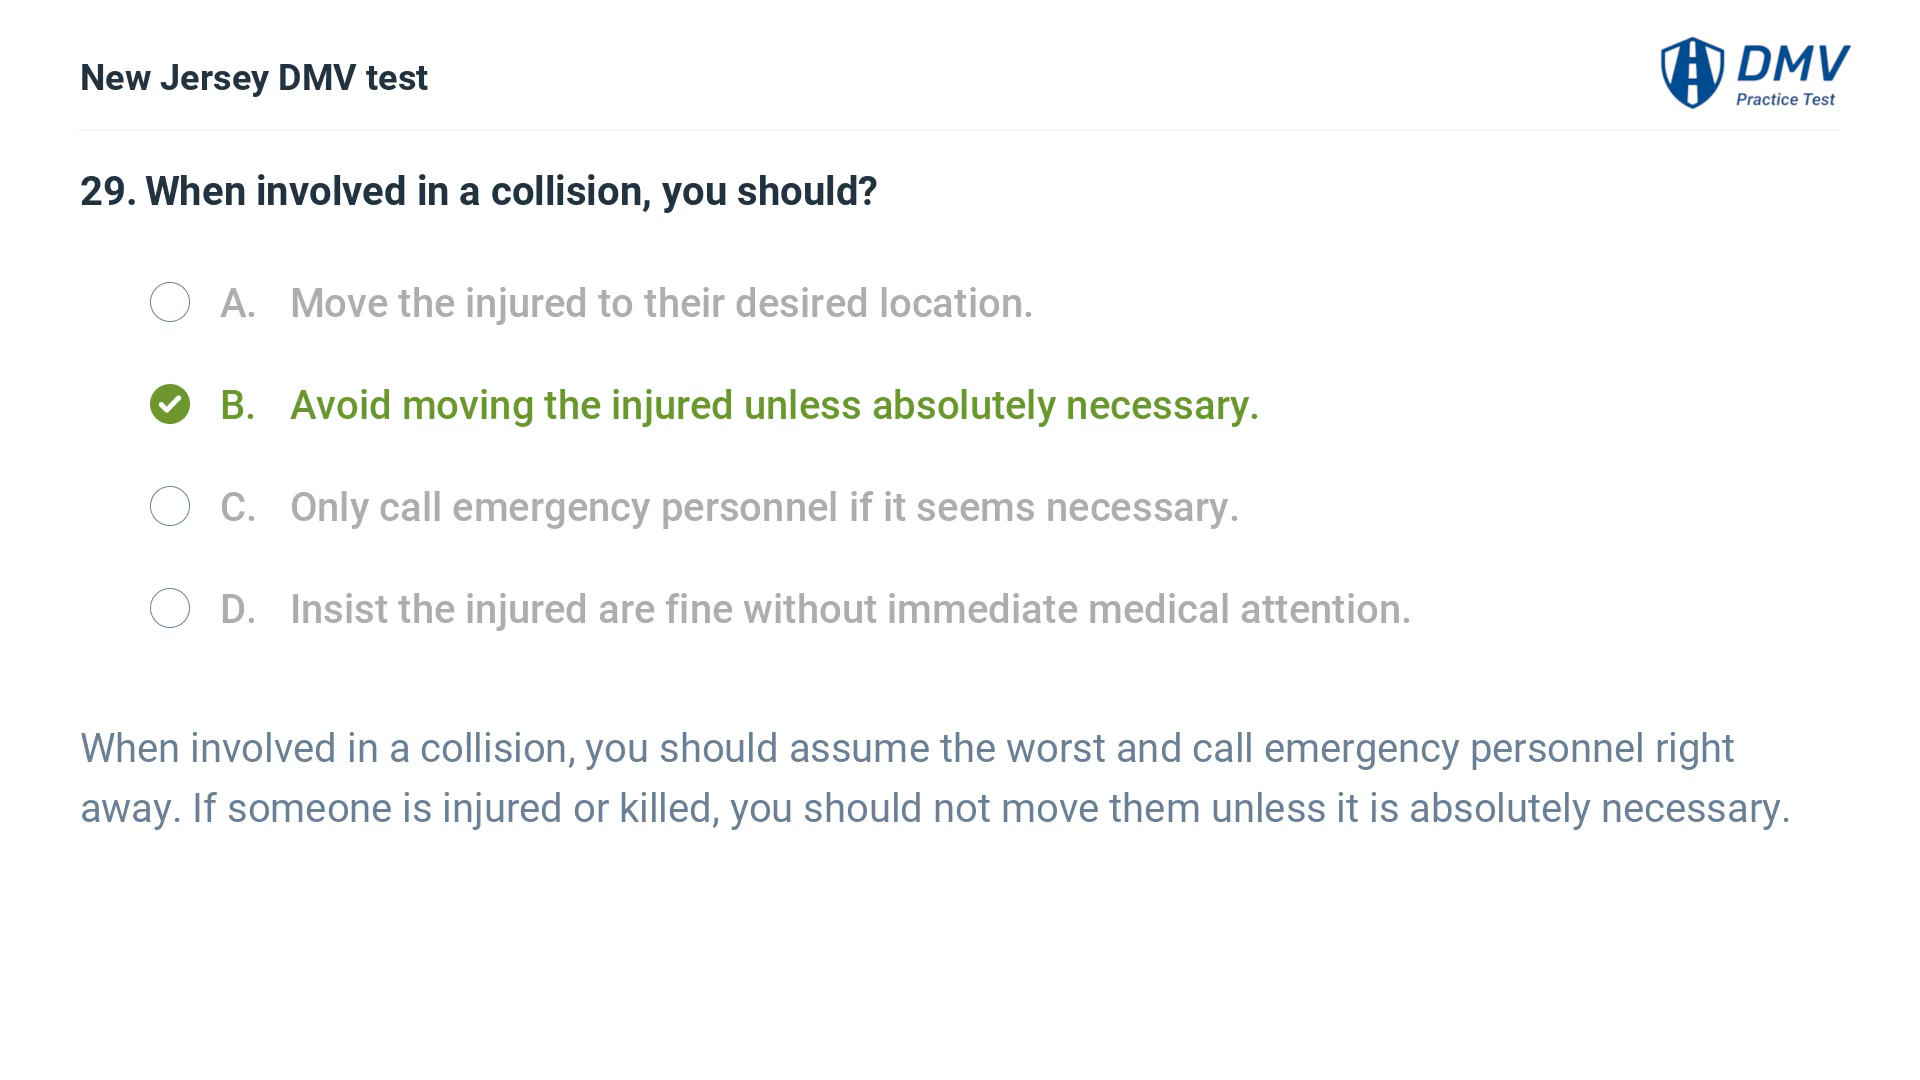 New Jersey DMV test
DMV
Practice Test
29. When involved in a collision, you should?
A. Move the injured to their desired location.
B. Avoid moving the injured unless absolutely necessary.
C. Only call emergency personnel if it seems necessary.
D. Insist the injured are fine without immediate medical attention.
When involved in a collision, you should assume the worst and call emergency personnel right
away. If someone is injured or killed, you should not move them unless it is absolutely necessary.